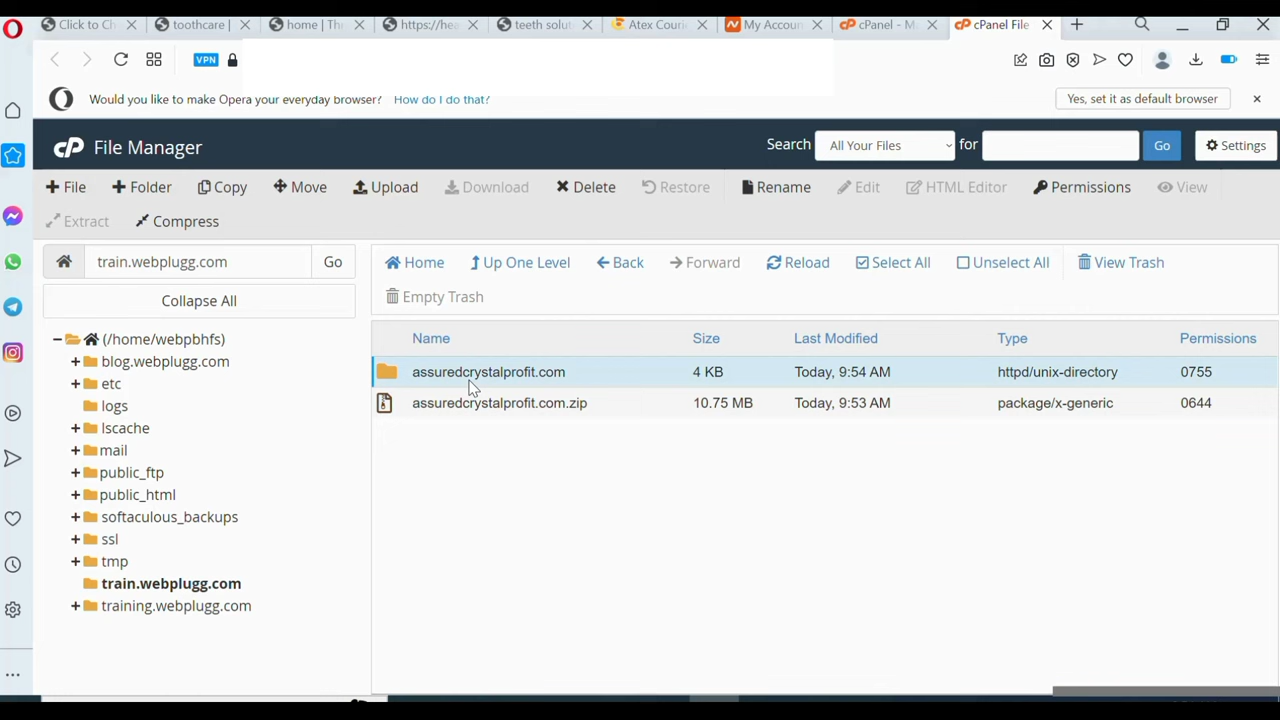 Click to Ch
toothcare |
home | Th
https://hea
teeth solut
Atex Couri
My Accoun
cPanel - M
cPanel File
VPN
Would you like to make Opera your everyday browser? How do I do that?
Yes, set it as default browser
cP File Manager
Search All Your Files for Go Settings
File Folder Copy Move Upload Download Delete Restore Rename Edit HTML Editor Permissions View
Extract Compress
train.webplugg.com Go
Collapse All
(/home/webpbhfs)
blog.webplugg.com
etc
logs
lscache
mail
public_ftp
public_html
softaculous_backups
ssl
tmp
train.webplugg.com
training.webplugg.com
Home Up One Level Back Forward Reload Select All Unselect All View Trash
Empty Trash
Name Size Last Modified Type Permissions
assuredcrystalprofit.com 4 KB Today, 9:54 AM httpd/unix-directory 0755
assuredcrystalprofit.com.zip 10.75 MB Today, 9:53 AM package/x-generic 0644